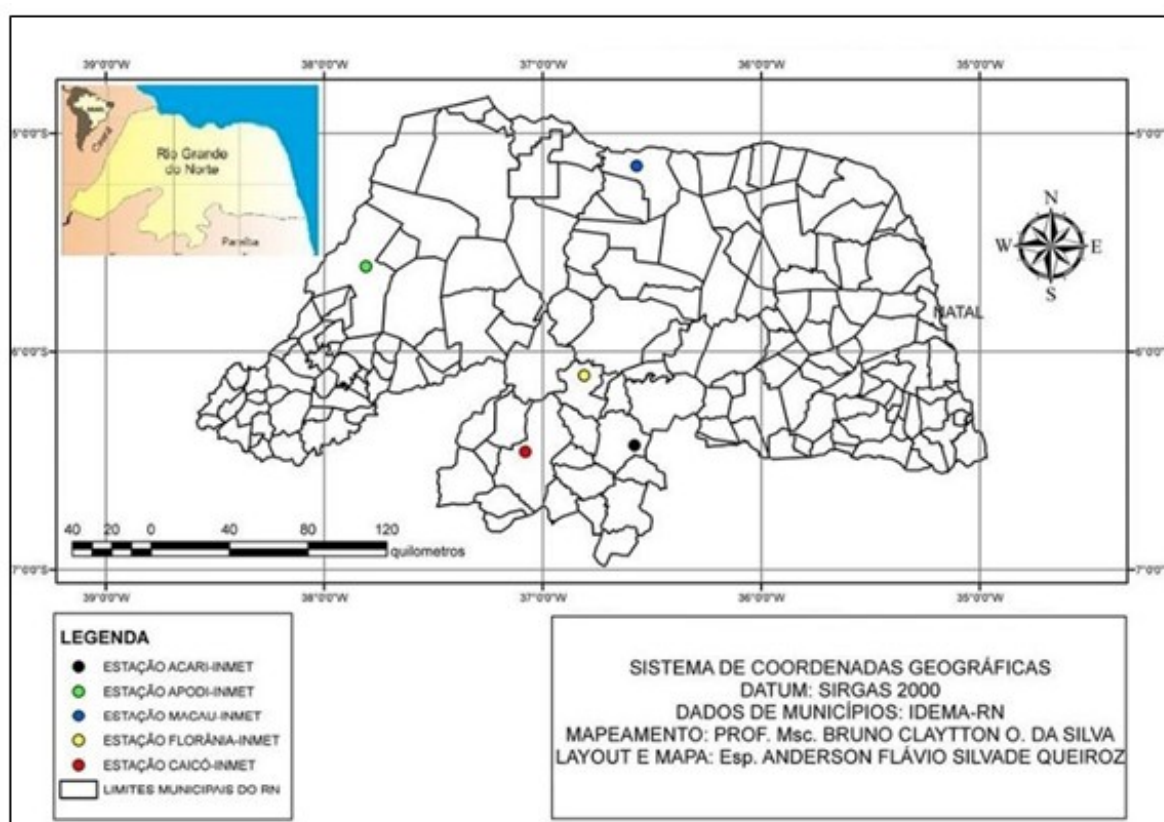 39°0'0"W 38°0'0"W 37°0'0"W 36°0'0"W 35°0'0"W
5°0'0"S 5°0'0"S
Ceará
Rio Grande
do Norte
Paraíba
N
W E
S
NATAL
6°0'0"S 6°0'0"S
40 20 0 40 80 120
quilometros
7°0'0"S 7°0'0"S
39°0'0"W 38°0'0"W 37°0'0"W 36°0'0"W 35°0'0"W
LEGENDA
ESTAÇÃO ACARI-INMET
ESTAÇÃO APODI-INMET
ESTAÇÃO MACAU-INMET
ESTAÇÃO FLORÂNIA-INMET
ESTAÇÃO CAICÓ-INMET
LIMITES MUNICIPAIS DO RN
SISTEMA DE COORDENADAS GEOGRÁFICAS
DATUM: SIRGAS 2000
DADOS DE MUNICÍPIOS: IDEMA-RN
MAPEAMENTO: PROF. Msc. BRUNO CLAYTTON O. DA SILVA
LAYOUT E MAPA: Esp. ANDERSON FLÁVIO SILVADE QUEIROZ